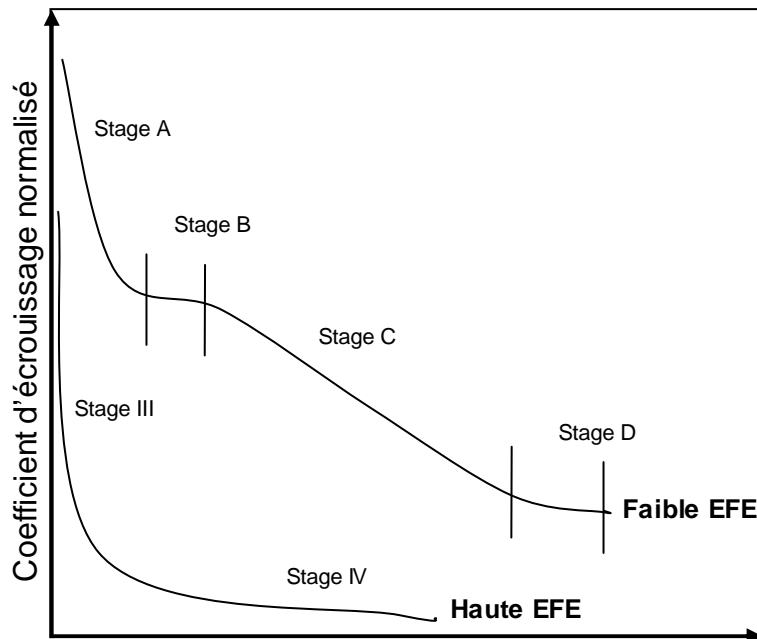 Coefficient d'écrouissage normalisé
Stage A
Stage B
Stage C
Stage III
Stage D
Faible EFE
Stage IV
Haute EFE